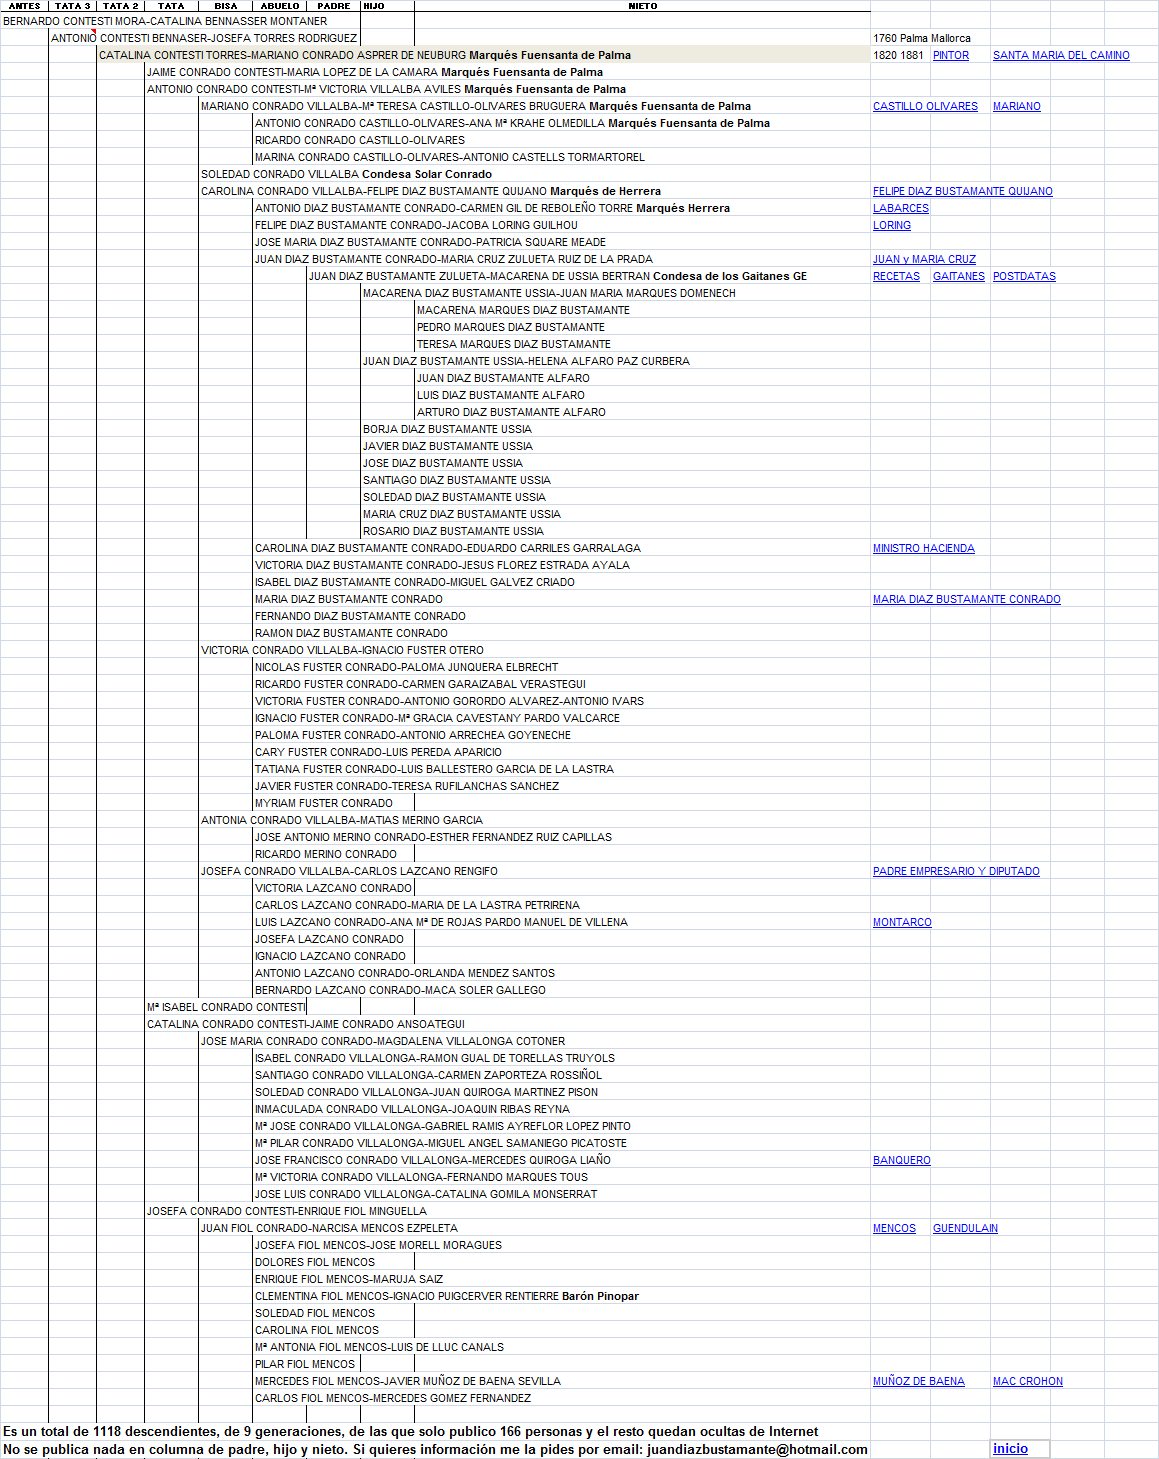 ANTES TATA 3 TATA 2 TATA BISA ABUELO PADRE HIJO NIETO
BERNARDO CONTESTI MORA-CATALINA BENNASSER MONTANER
ANTONIO CONTESTI BENNASER-JOSEFA TORRES RODRIGUEZ 1760 Palma Mallorca
CATALINA CONTESTI TORRES-MARIANO CONRADO ASPRER DE NEUBURG Marqués Fuensanta de Palma 1820 1881 PINTOR SANTA MARIA DEL CAMINO
JAIME CONRADO CONTESTI-MARIA LOPEZ DE LA CAMARA Marqués Fuensanta de Palma
ANTONIO CONRADO CONTESTI-Mª VICTORIA VILLALBA AVILES Marqués Fuensanta de Palma
MARIANO CONRADO VILLALBA-Mª TERESA CASTILLO-OLIVARES BRUGUERA Marqués Fuensanta de Palma CASTILLO OLIVARES MARIANO
ANTONIO CONRADO CASTILLO-OLIVARES-ANA Mª KRAHE OLMEDILLA Marqués Fuensanta de Palma
RICARDO CONRADO CASTILLO-OLIVARES
MARINA CONRADO CASTILLO-OLIVARES-ANTONIO CASTELLS TORMARTOREL
SOLEDAD CONRADO VILLALBA Condesa Solar Conrado
CAROLINA CONRADO VILLALBA-FELIPE DIAZ BUSTAMANTE QUIJANO Marqués de Herrera FELIPE DIAZ BUSTAMANTE QUIJANO
ANTONIO DIAZ BUSTAMANTE CONRADO-CARMEN GIL DE REBOLEÑO TORRE Marqués Herrera LABARCES
FELIPE DIAZ BUSTAMANTE CONRADO-JACOBA LORING GUILHOU LORING
JOSE MARIA DIAZ BUSTAMANTE CONRADO-PATRICIA SQUARE MEADE
JUAN DIAZ BUSTAMANTE CONRADO-MARIA CRUZ ZULUETA RUIZ DE LA PRADA JUAN y MARIA CRUZ
JUAN DIAZ BUSTAMANTE ZULUETA-MACARENA DE USSIA BERTRAN Condesa de los Gaitanes GE RECETAS GAITANES POSTDATAS
MACARENA DIAZ BUSTAMANTE USSIA-JUAN MARIA MARQUES DOMENECH
MACARENA MARQUES DIAZ BUSTAMANTE
PEDRO MARQUES DIAZ BUSTAMANTE
TERESA MARQUES DIAZ BUSTAMANTE
JUAN DIAZ BUSTAMANTE USSIA-HELENA ALFARO PAZ CURBERA
JUAN DIAZ BUSTAMANTE ALFARO
LUIS DIAZ BUSTAMANTE ALFARO
ARTURO DIAZ BUSTAMANTE ALFARO
BORJA DIAZ BUSTAMANTE USSIA
JAVIER DIAZ BUSTAMANTE USSIA
JOSE DIAZ BUSTAMANTE USSIA
SANTIAGO DIAZ BUSTAMANTE USSIA
SOLEDAD DIAZ BUSTAMANTE USSIA
MARIA CRUZ DIAZ BUSTAMANTE USSIA
ROSARIO DIAZ BUSTAMANTE USSIA
CAROLINA DIAZ BUSTAMANTE CONRADO-EDUARDO CARRILES GARRALAGA MINISTRO HACIENDA
VICTORIA DIAZ BUSTAMANTE CONRADO-JESUS FLOREZ ESTRADA AYALA
ISABEL DIAZ BUSTAMANTE CONRADO-MIGUEL GALVEZ CRIADO
MARIA DIAZ BUSTAMANTE CONRADO MARIA DIAZ BUSTAMANTE CONRADO
FERNANDO DIAZ BUSTAMANTE CONRADO
RAMON DIAZ BUSTAMANTE CONRADO
VICTORIA CONRADO VILLALBA-IGNACIO FUSTER OTERO
NICOLAS FUSTER CONRADO-PALOMA JUNQUERA ELBRECHT
RICARDO FUSTER CONRADO-CARMEN GARAIZABAL VERASTEGUI
VICTORIA FUSTER CONRADO-ANTONIO GORORDO ALVAREZ-ANTONIO IVARS
IGNACIO FUSTER CONRADO-Mª GRACIA CAVESTANY PARDO VALCARCE
PALOMA FUSTER CONRADO-ANTONIO ARRECHEA GOYENECHE
CARY FUSTER CONRADO-LUIS PEREDA APARICIO
TATIANA FUSTER CONRADO-LUIS BALLESTERO GARCIA DE LA LASTRA
JAVIER FUSTER CONRADO-TERESA RUFILANCHAS SANCHEZ
MYRIAM FUSTER CONRADO
ANTONIA CONRADO VILLALBA-MATIAS MERINO GARCIA
JOSE ANTONIO MERINO CONRADO-ESTHER FERNANDEZ RUIZ CAPILLAS
RICARDO MERINO CONRADO
JOSEFA CONRADO VILLALBA-CARLOS LAZCANO RENGIFO PADRE EMPRESARIO Y DIPUTADO
VICTORIA LAZCANO CONRADO
CARLOS LAZCANO CONRADO-MARIA DE LA LASTRA PETRIRENA
LUIS LAZCANO CONRADO-ANA Mª DE ROJAS PARDO MANUEL DE VILLENA MONTARCO
JOSEFA LAZCANO CONRADO
IGNACIO LAZCANO CONRADO
ANTONIO LAZCANO CONRADO-ORLANDA MENDEZ SANTOS
BERNARDO LAZCANO CONRADO-MACA SOLER GALLEGO
Mª ISABEL CONRADO CONTESTI
CATALINA CONRADO CONTESTI-JAIME CONRADO ANSOATEGUI
JOSE MARIA CONRADO CONRADO-MAGDALENA VILLALONGA COTONER
ISABEL CONRADO VILLALONGA-RAMON GUAL DE TORELLAS TRUYOLS
SANTIAGO CONRADO VILLALONGA-CARMEN ZAPORTEZA ROSSIÑOL
SOLEDAD CONRADO VILLALONGA-JUAN QUIROGA MARTINEZ PISON
INMACULADA CONRADO VILLALONGA-JOAQUIN RIBAS REYNA
Mª JOSE CONRADO VILLALONGA-GABRIEL RAMIS AYREFLOR LOPEZ PINTO
Mª PILAR CONRADO VILLALONGA-MIGUEL ANGEL SAMANIEGO PICATOSTE
JOSE FRANCISCO CONRADO VILLALONGA-MERCEDES QUIROGA LIAÑO BANQUERO
Mª VICTORIA CONRADO VILLALONGA-FERNANDO MARQUES TOUS
JOSE LUIS CONRADO VILLALONGA-CATALINA GOMILA MONSERRAT
JOSEFA CONRADO CONTESTI-ENRIQUE FIOL MINGUELLA
JUAN FIOL CONRADO-NARCISA MENCOS EZPELETA MENCOS GUENDULAIN
JOSEFA FIOL MENCOS-JOSE MORELL MORAGUES
DOLORES FIOL MENCOS
ENRIQUE FIOL MENCOS-MARUJA SAIZ
CLEMENTINA FIOL MENCOS-IGNACIO PUIGCERVER RENTIERRE Barón Pinopar
SOLEDAD FIOL MENCOS
CAROLINA FIOL MENCOS
Mª ANTONIA FIOL MENCOS-LUIS DE LLUC CANALS
PILAR FIOL MENCOS
MERCEDES FIOL MENCOS-JAVIER MUÑOZ DE BAENA SEVILLA MUÑOZ DE BAENA MAC CROHON
CARLOS FIOL MENCOS-MERCEDES GOMEZ FERNANDEZ
Es un total de 1118 descendientes, de 9 generaciones, de las que solo publico 166 personas y el resto quedan ocultas de Internet
No se publica nada en columna de padre, hijo y nieto. Si quieres información me la pides por email: juandiazbustamante@hotmail.com inicio